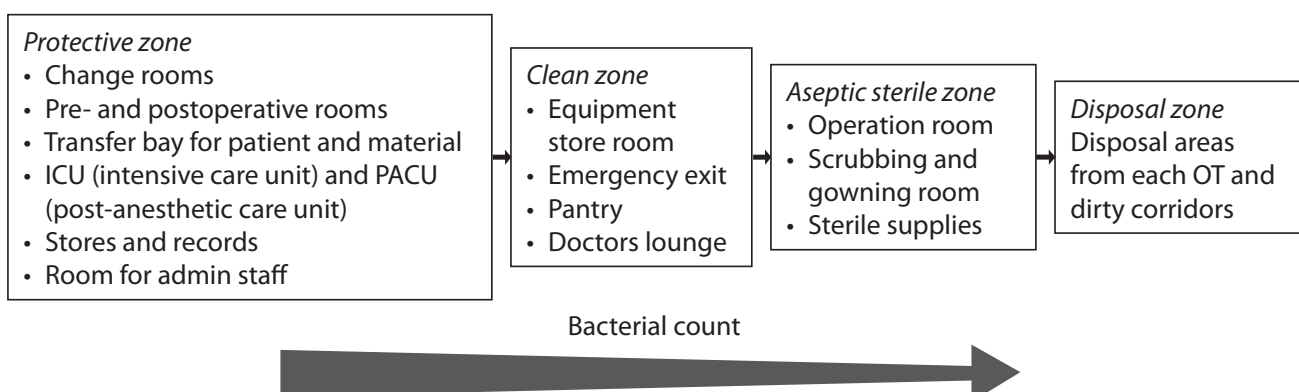 Protective zone
• Change rooms
• Pre- and postoperative rooms
• Transfer bay for patient and material
• ICU (intensive care unit) and PACU
(post-anesthetic care unit)
• Stores and records
• Room for admin staff
Clean zone
• Equipment
store room
• Emergency exit
• Pantry
• Doctors lounge
Aseptic sterile zone
• Operation room
• Scrubbing and
gowning room
• Sterile supplies
Disposal zone
Disposal areas
from each OT and
dirty corridors
Bacterial count